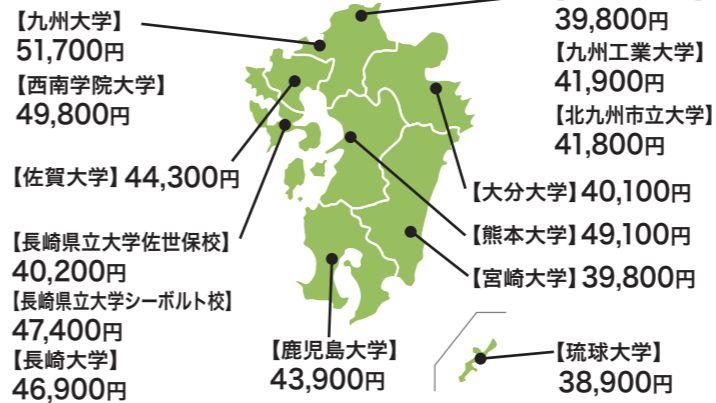 【九州大学】
51,700円
【西南学院大学】
49,800円
【佐賀大学】44,300円
【長崎県立大学佐世保校】
40,200円
【長崎県立大学シーボルト校】
47,400円
【長崎大学】
46,900円
39,800円
【九州工業大学】
41,900円
【北九州市立大学】
41,800円
【大分大学】40,100円
【熊本大学】49,100円
【宮崎大学】39,800円
【鹿児島大学】
43,900円
【琉球大学】
38,900円